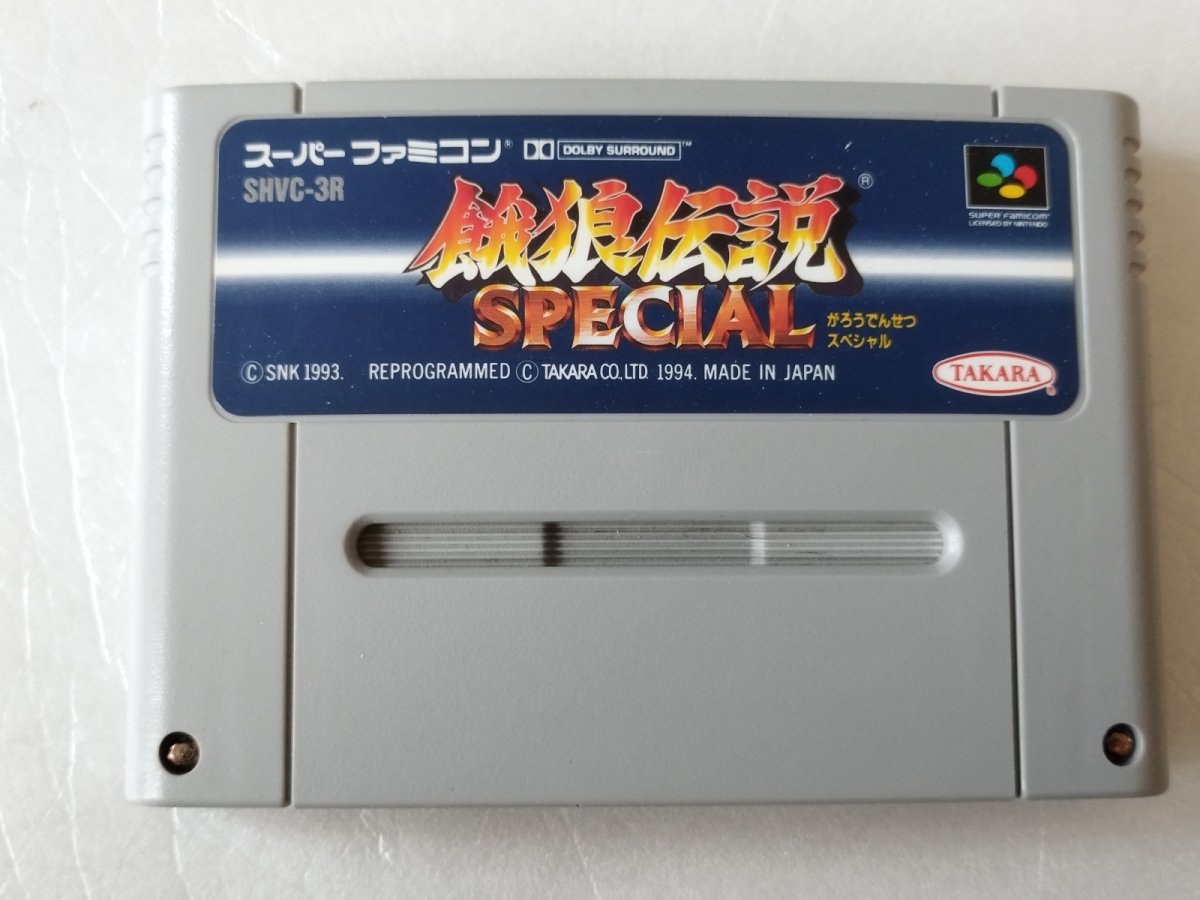 スーパーファミコン® DOLBY SURROUND™
SHVC-3R
餓狼伝説®
SPECIAL
がろうでんせつ
スペシャル
SUPER FAMICOM™
LICENSED BY NINTENDO
©SNK 1993. REPROGRAMMED © TAKARA CO., LTD. 1994. MADE IN JAPAN
TAKARA®